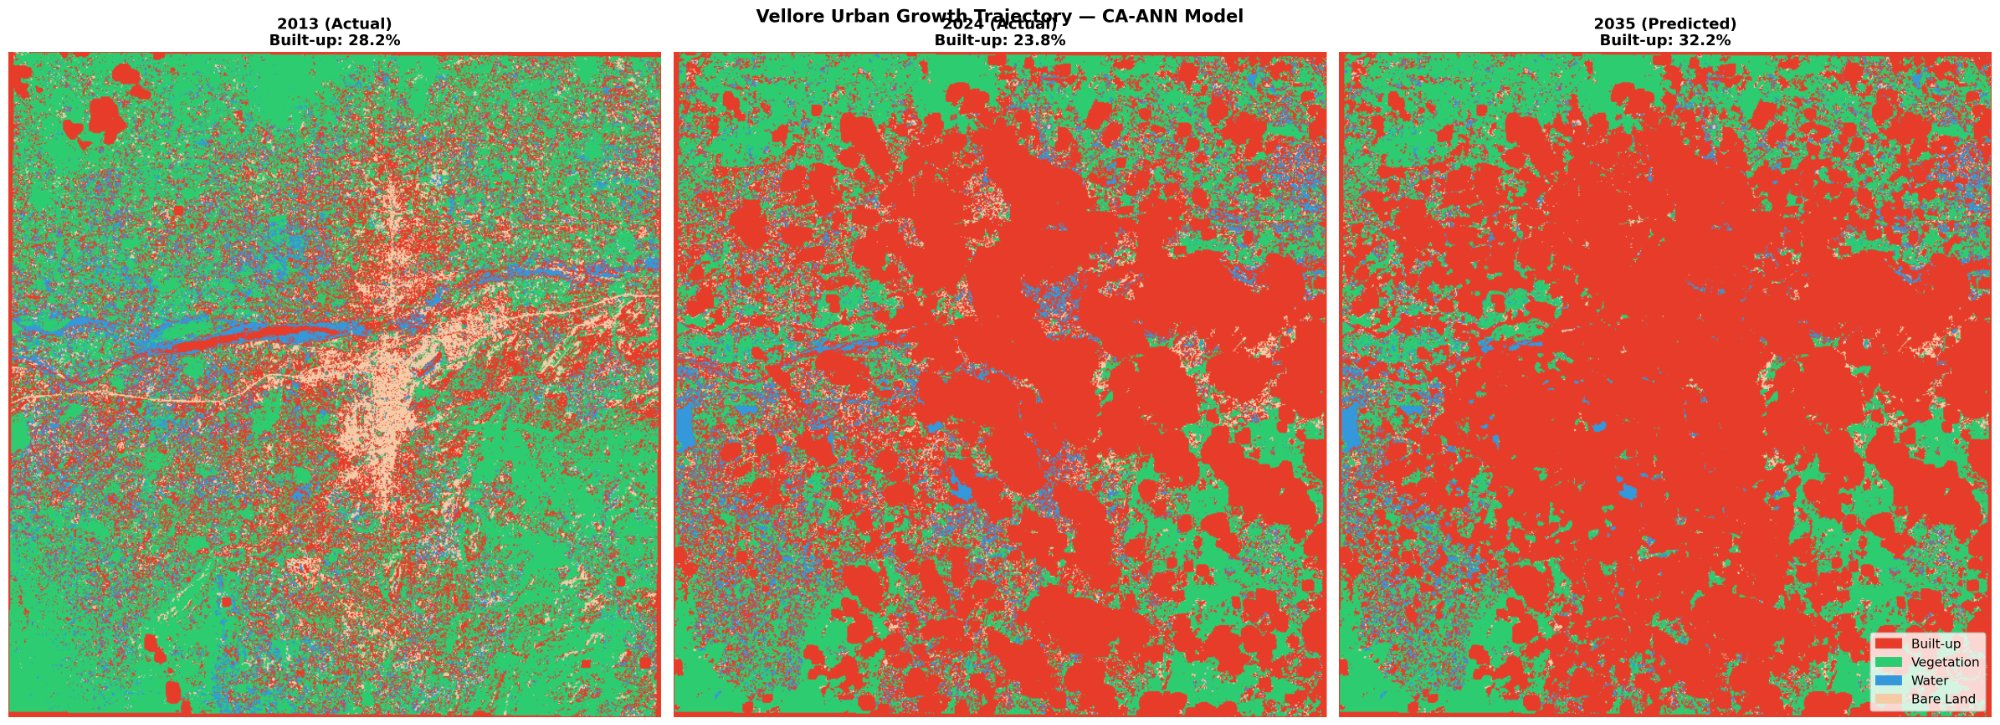 Vellore Urban Growth Trajectory — CA-ANN Model
2013 (Actual)
Built-up: 28.2%
2024 (Actual)
Built-up: 23.8%
2035 (Predicted)
Built-up: 32.2%
Built-up
Vegetation
Water
Bare Land